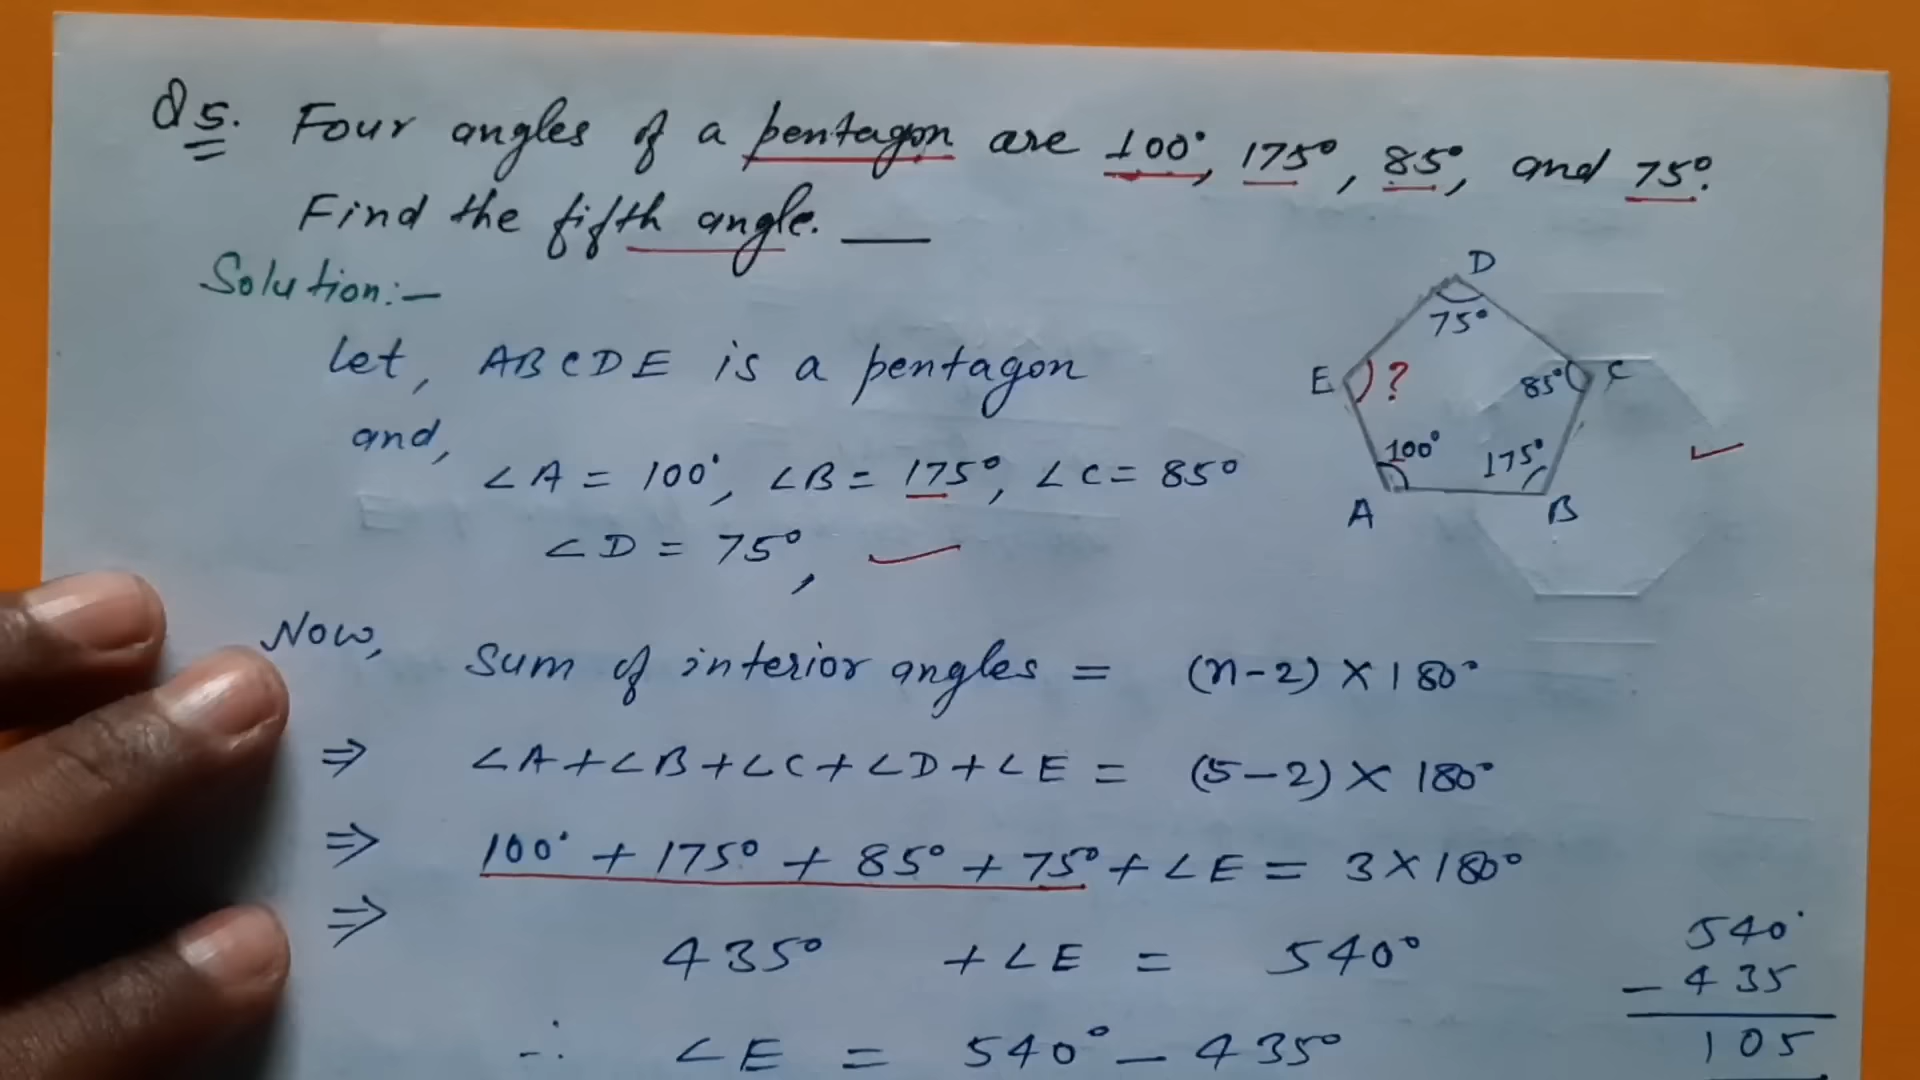 Q5. Four angles of a pentagon are 100°, 175°, 85°, and 75°.
Find the fifth angle. ___
Solution:-
Let, ABCDE is a pentagon
and,
∠A = 100°, ∠B = 175°, ∠C = 85°
∠D = 75°,
D
75°
E ?
85° C
100° 175°
A B
Now, Sum of interior angles = (n-2) × 180°
⇒ ∠A+∠B+∠C+∠D+∠E = (5-2) × 180°
⇒ 100° + 175° + 85° + 75° + ∠E = 3×180°
⇒ 435° + ∠E = 540°
∴ ∠E = 540° - 435°
540°
- 435
105